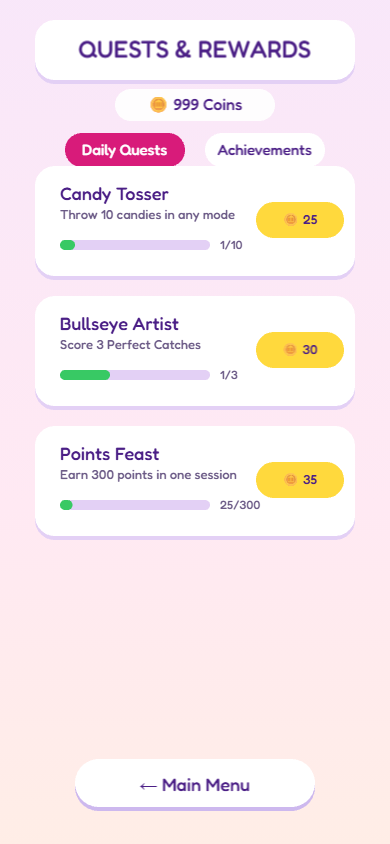 QUESTS & REWARDS
999 Coins
Daily Quests
Achievements
Candy Tosser
Throw 10 candies in any mode
25
1/10
Bullseye Artist
Score 3 Perfect Catches
30
1/3
Points Feast
Earn 300 points in one session
35
25/300
← Main Menu